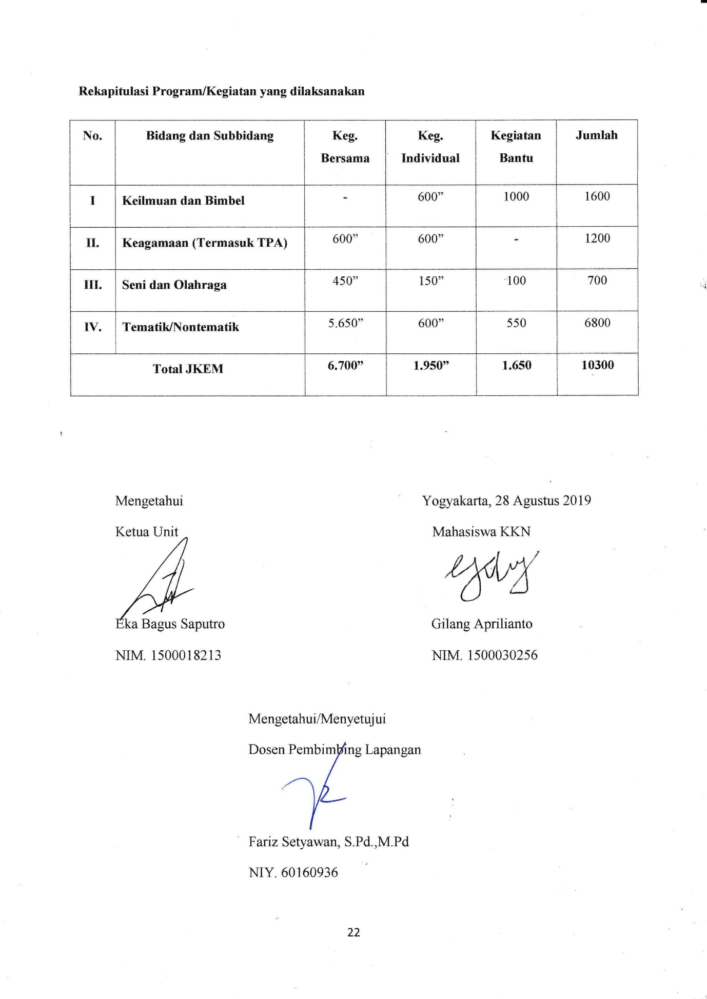 Rekapitulasi Program/Kegiatan yang dilaksanakan
No. Bidang dan Subbidang Keg. Bersama Keg. Individual Kegiatan Bantu Jumlah
I Keilmuan dan Bimbel - 600” 1000 1600
II. Keagamaan (Termasuk TPA) 600” 600” - 1200
III. Seni dan Olahraga 450” 150” 100 700
IV. Tematik/Nontematik 5.650” 600” 550 6800
Total JKEM 6.700” 1.950” 1.650 10300
Mengetahui Yogyakarta, 28 Agustus 2019
Ketua Unit Mahasiswa KKN
Eka Bagus Saputro Gilang Aprilianto
NIM. 1500018213 NIM. 1500030256
Mengetahui/Menyetujui
Dosen Pembimbing Lapangan
Fariz Setyawan, S.Pd.,M.Pd
NIY. 60160936
22